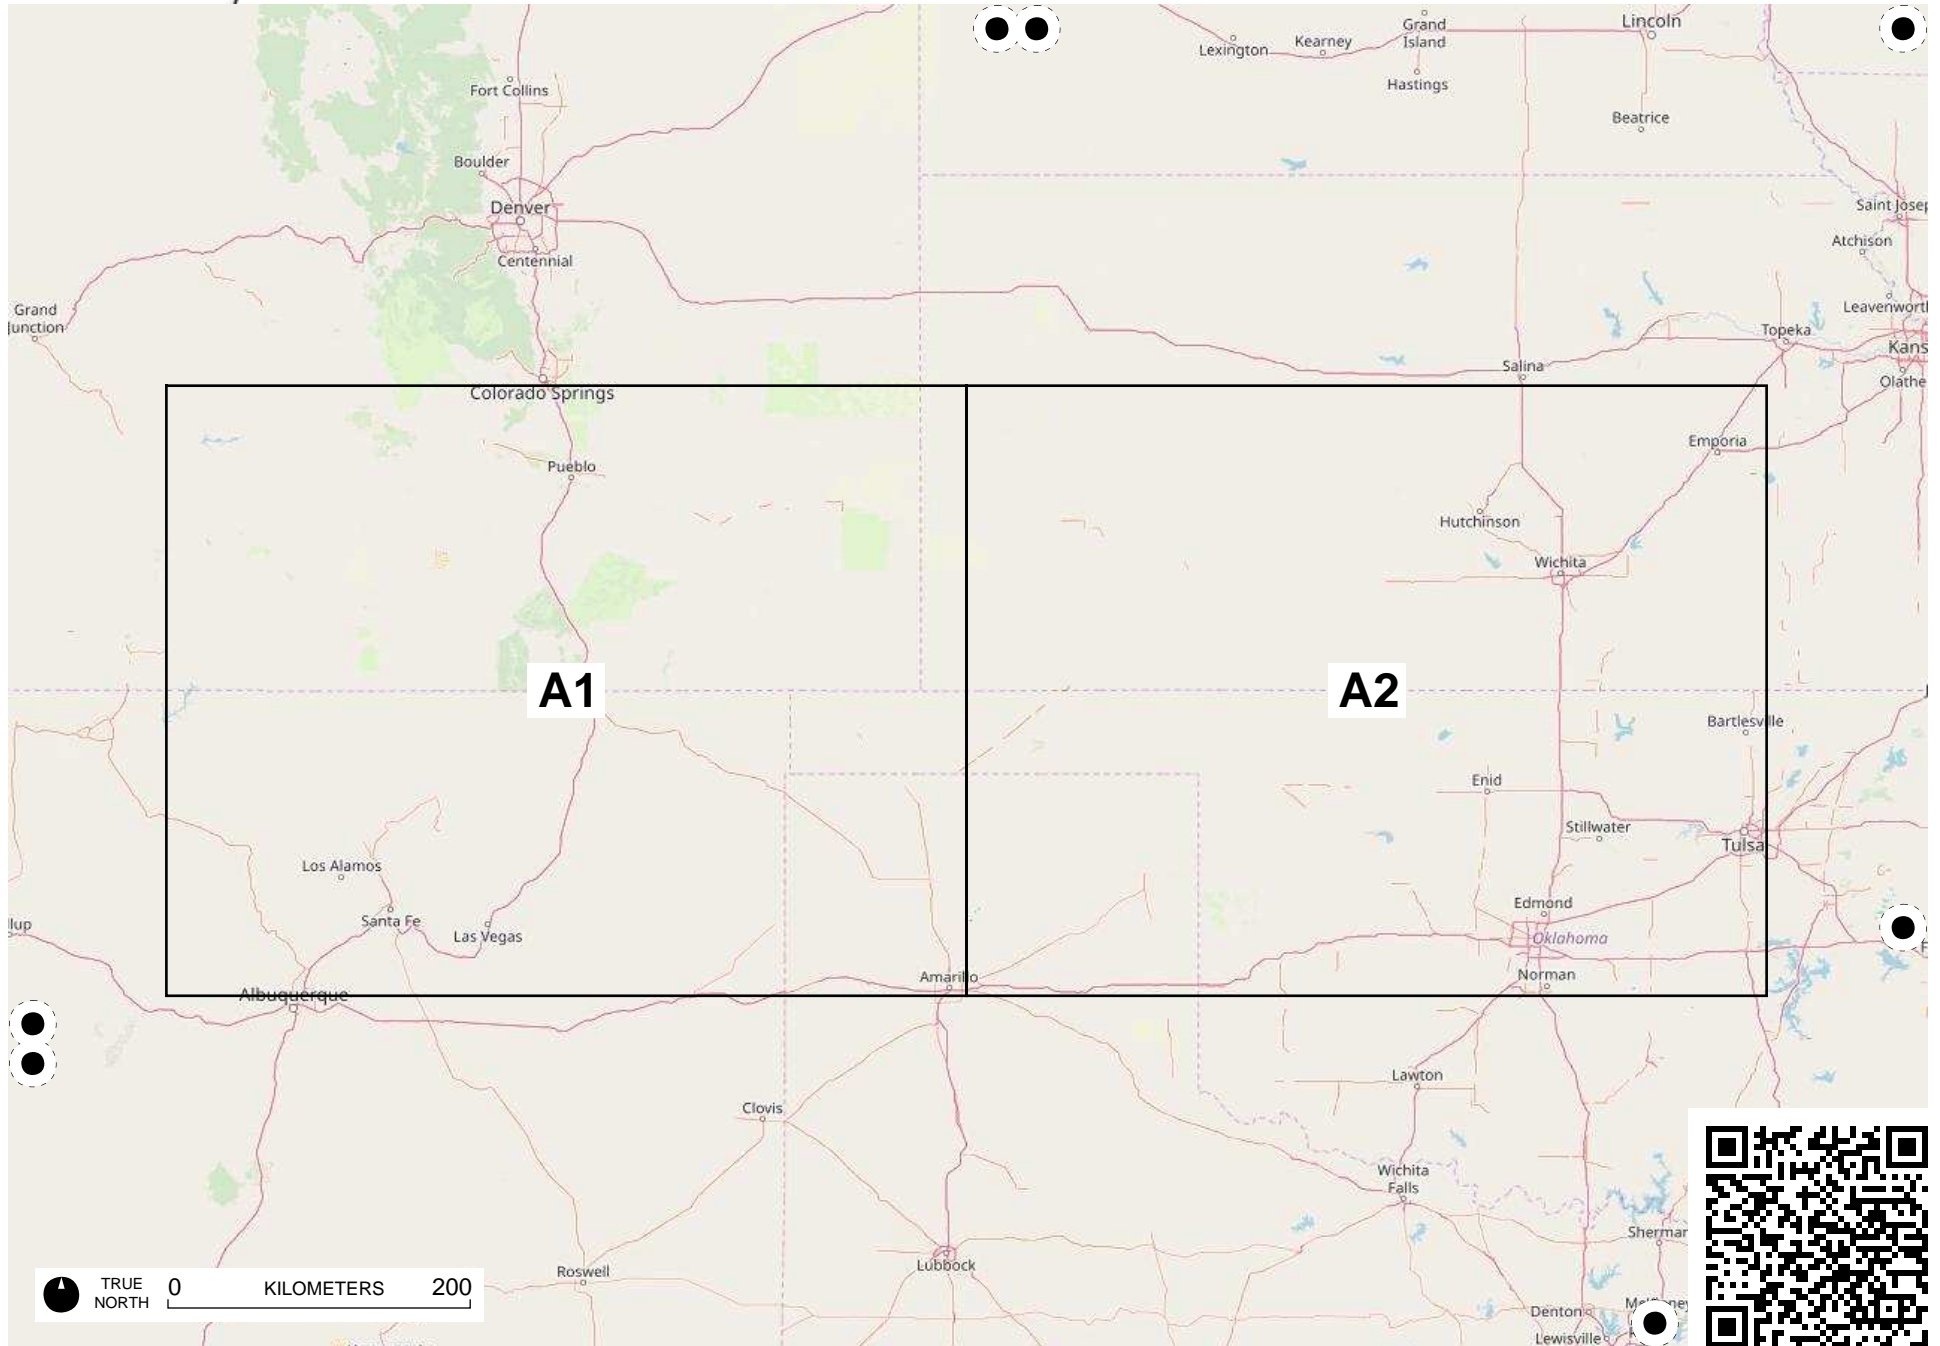 Lexington
Kearney
Grand
Island
Lincoln
Hastings
Fort Collins
Beatrice
Boulder
Denver
Centennial
Saint Josep
Atchison
Leavenworth
Grand
Junction
Topeka
Kans
Salina
Olathe
Colorado Springs
Emporia
Pueblo
Hutchinson
Wichita
A1
A2
Bartlesville
Enid
Stillwater
Tulsa
Los Alamos
Edmond
Santa Fe
Las Vegas
llup
Oklahoma
Norman
Amarillo
Albuquerque
Lawton
Clovis
Wichita
Falls
Sherman
Roswell
Lubbock
TRUE
NORTH
0 KILOMETERS 200
Denton
Lewisville